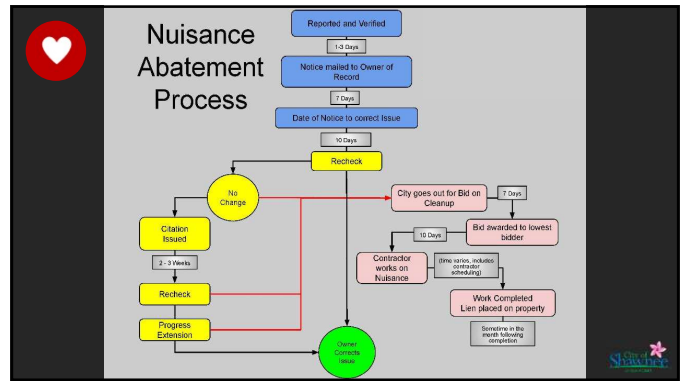 Nuisance
Abatement
Process
Reported and Verified
1-3 Days
Notice mailed to Owner of
Record
7 Days
Date of Notice to correct Issue
10 Days
Recheck
No
Change
Citation
Issued
2 - 3 Weeks
Recheck
Progress
Extension
Owner
Corrects
Issue
City goes out for Bid on
Cleanup
7 Days
Bid awarded to lowest
bidder
10 Days
Contractor
works on
Nuisance
(time varies, includes
contractor
scheduling)
Work Completed
Lien placed on property
Sometime in the
month following
completion
City of
Shawnee